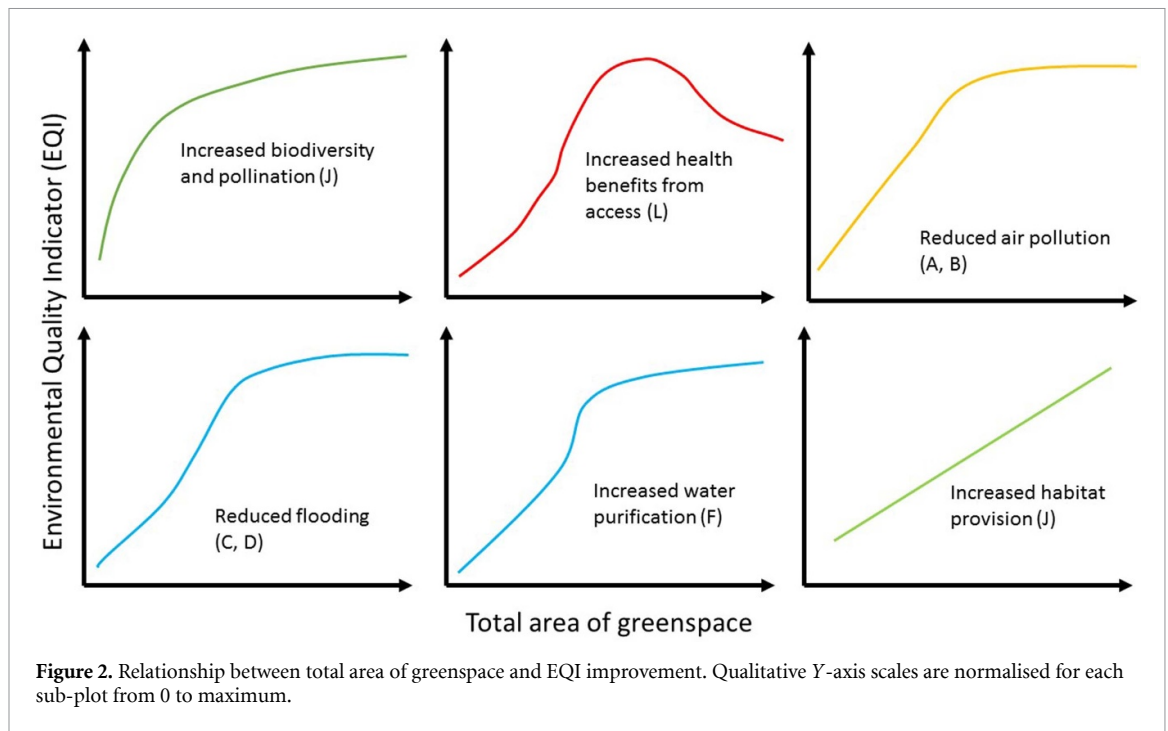 Environmental Quality Indicator (EQI)
Increased biodiversity
and pollination (J)
Increased health
benefits from
access (L)
Reduced air pollution
(A, B)
Reduced flooding
(C, D)
Increased water
purification (F)
Increased habitat
provision (J)
Total area of greenspace
Figure 2. Relationship between total area of greenspace and EQI improvement. Qualitative Y-axis scales are normalised for each
sub-plot from 0 to maximum.